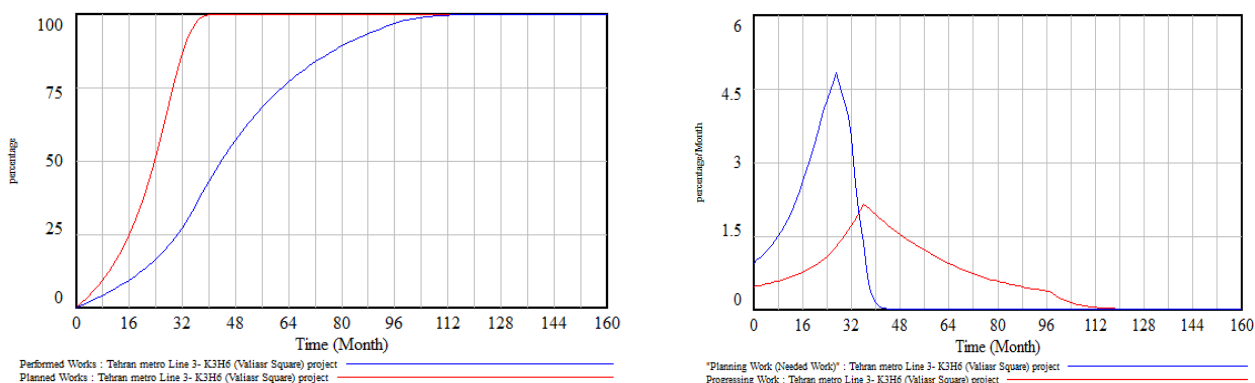 100
75
50
25
0
percentage
0 16 32 48 64 80 96 112 128 144 160
Time (Month)
Performed Works : Tehran metro Line 3- K3H6 (Valiasr Square) project
Planned Works : Tehran metro Line 3- K3H6 (Valiasr Square) project
6
4.5
3
1.5
0
percentage/Month
0 16 32 48 64 80 96 112 128 144 160
Time (Month)
"Planning Work (Needed Work)" : Tehran metro Line 3- K3H6 (Valiasr Square) project
Progressing Work : Tehran metro Line 3- K3H6 (Valiasr Square) project